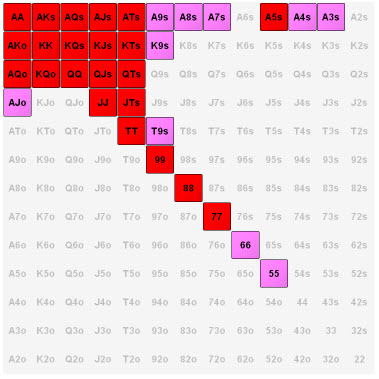 AA AKs AQs AJs ATs A9s A8s A7s A6s A5s A4s A3s A2s
AKo KK KQs KJs KTs K9s K8s K7s K6s K5s K4s K3s K2s
AQo KQo QQ QJs QTs Q9s Q8s Q7s Q6s Q5s Q4s Q3s Q2s
AJo KJo QJo JJ JTs J9s J8s J7s J6s J5s J4s J3s J2s
ATo KTo QTo JTo TT T9s T8s T7s T6s T5s T4s T3s T2s
A9o K9o Q9o J9o T9o 99 98s 97s 96s 95s 94s 93s 92s
A8o K8o Q8o J8o T8o 98o 88 87s 86s 85s 84s 83s 82s
A7o K7o Q7o J7o T7o 97o 87o 77 76s 75s 74s 73s 72s
A6o K6o Q6o J6o T6o 96o 86o 76o 66 65s 64s 63s 62s
A5o K5o Q5o J5o T5o 95o 85o 75o 65o 55 54s 53s 52s
A4o K4o Q4o J4o T4o 94o 84o 74o 64o 54o 44 43s 42s
A3o K3o Q3o J3o T3o 93o 83o 73o 63o 53o 43o 33 32s
A2o K2o Q2o J2o T2o 92o 82o 72o 62o 52o 42o 32o 22